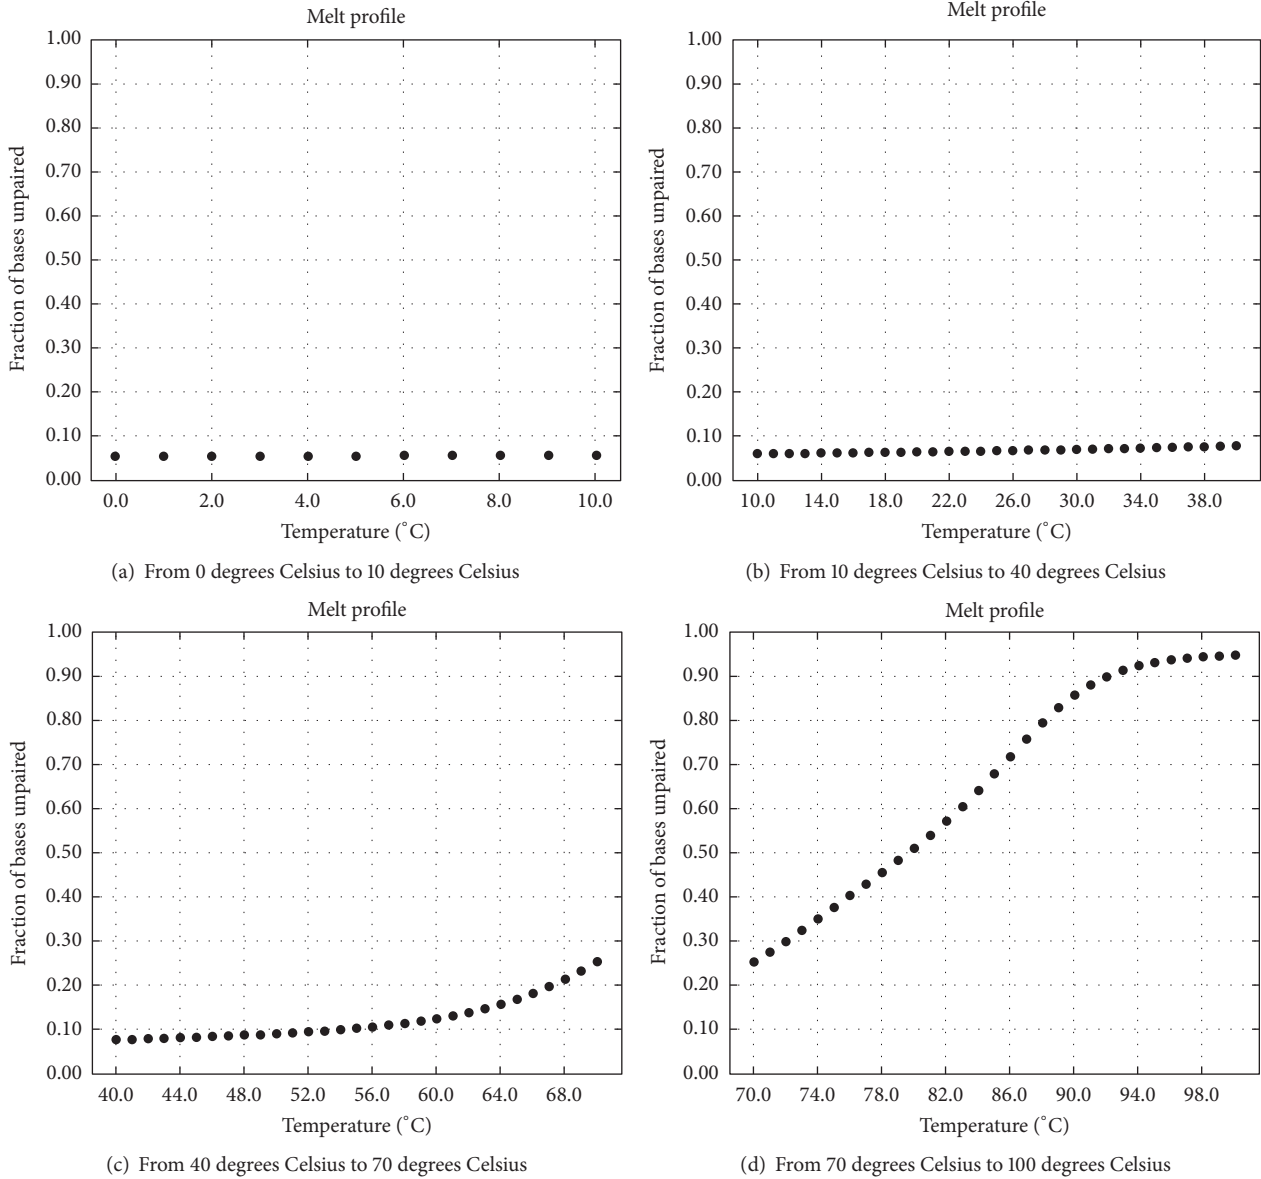 Melt profile
1.00
0.90
0.80
0.70
0.60
0.50
0.40
0.30
0.20
0.10
0.00
Fraction of bases unpaired
0.0 2.0 4.0 6.0 8.0 10.0
Temperature (°C)
(a) From 0 degrees Celsius to 10 degrees Celsius
Melt profile
1.00
0.90
0.80
0.70
0.60
0.50
0.40
0.30
0.20
0.10
0.00
Fraction of bases unpaired
10.0 14.0 18.0 22.0 26.0 30.0 34.0 38.0
Temperature (°C)
(b) From 10 degrees Celsius to 40 degrees Celsius
Melt profile
1.00
0.90
0.80
0.70
0.60
0.50
0.40
0.30
0.20
0.10
0.00
Fraction of bases unpaired
40.0 44.0 48.0 52.0 56.0 60.0 64.0 68.0
Temperature (°C)
(c) From 40 degrees Celsius to 70 degrees Celsius
Melt profile
1.00
0.90
0.80
0.70
0.60
0.50
0.40
0.30
0.20
0.10
0.00
Fraction of bases unpaired
70.0 74.0 78.0 82.0 86.0 90.0 94.0 98.0
Temperature (°C)
(d) From 70 degrees Celsius to 100 degrees Celsius